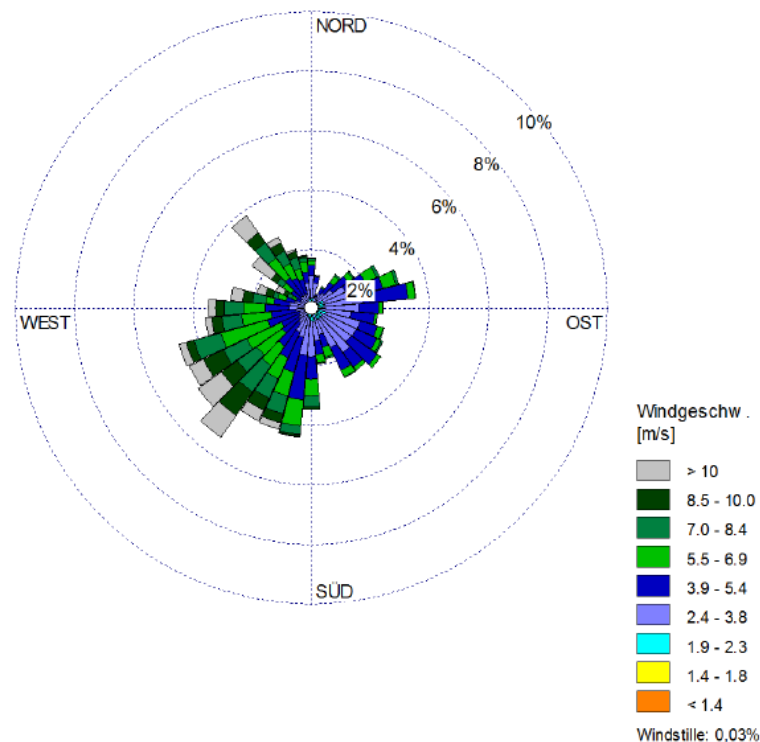 NORD
10%
8%
6%
4%
2%
WEST
OST
SÜD
Windgeschw .
[m/s]
> 10
8.5 - 10.0
7.0 - 8.4
5.5 - 6.9
3.9 - 5.4
2.4 - 3.8
1.9 - 2.3
1.4 - 1.8
< 1.4
Windstille: 0,03%